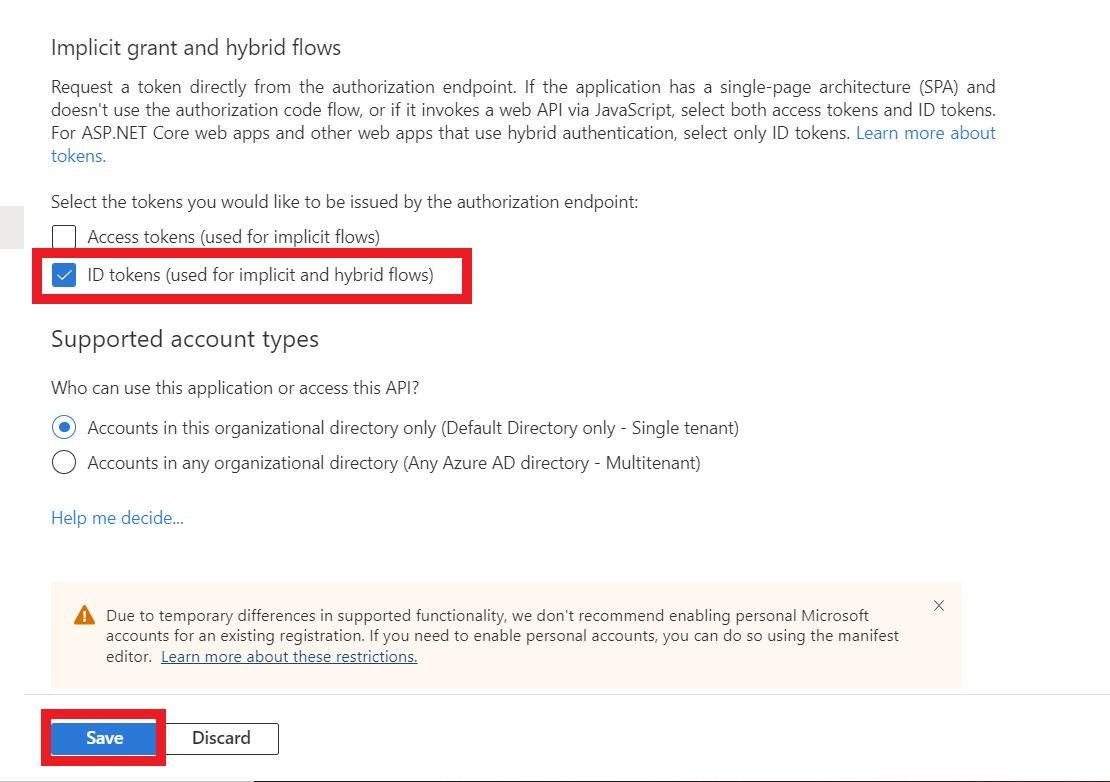 Implicit grant and hybrid flows
Request a token directly from the authorization endpoint. If the application has a single-page architecture (SPA) and
doesn't use the authorization code flow, or if it invokes a web API via JavaScript, select both access tokens and ID tokens.
For ASP.NET Core web apps and other web apps that use hybrid authentication, select only ID tokens. Learn more about
tokens.
Select the tokens you would like to be issued by the authorization endpoint:
Access tokens (used for implicit flows)
ID tokens (used for implicit and hybrid flows)
Supported account types
Who can use this application or access this API?
Accounts in this organizational directory only (Default Directory only - Single tenant)
Accounts in any organizational directory (Any Azure AD directory - Multitenant)
Help me decide...
Due to temporary differences in supported functionality, we don't recommend enabling personal Microsoft
accounts for an existing registration. If you need to enable personal accounts, you can do so using the manifest
editor. Learn more about these restrictions.
Save Discard